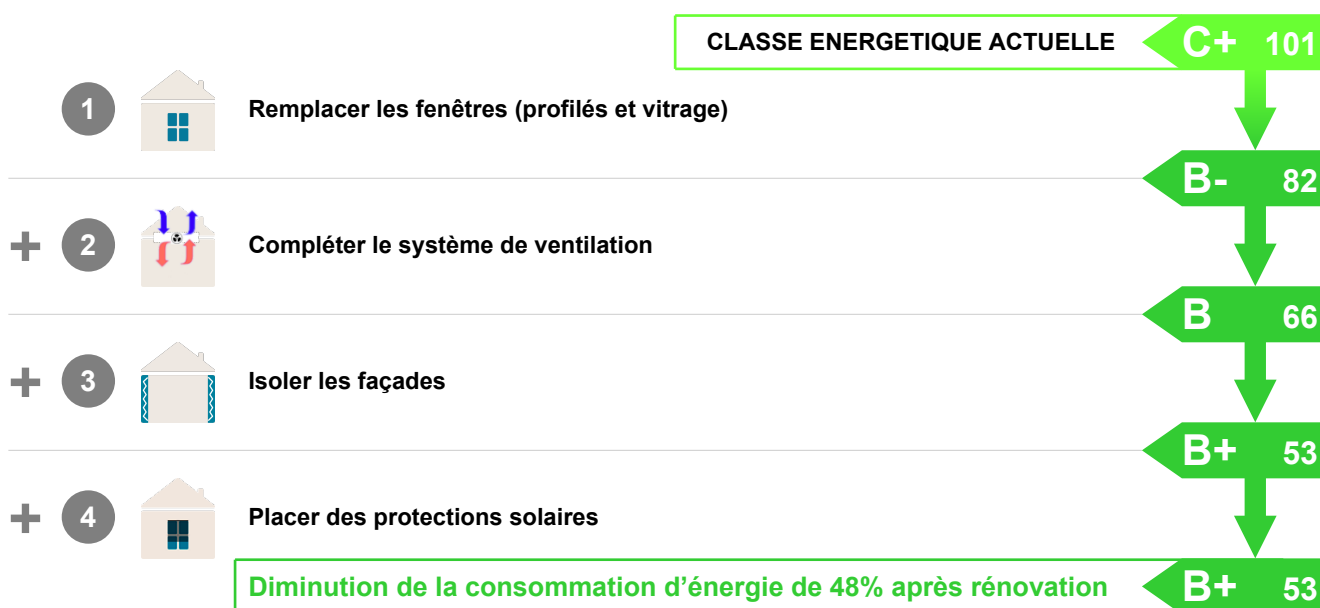 CLASSE ENERGETIQUE ACTUELLE C+ 101
1 Remplacer les fenêtres (profilés et vitrage)
B- 82
+ 2 Compléter le système de ventilation
B 66
+ 3 Isoler les façades
B+ 53
+ 4 Placer des protections solaires
Diminution de la consommation d’énergie de 48% après rénovation B+ 53